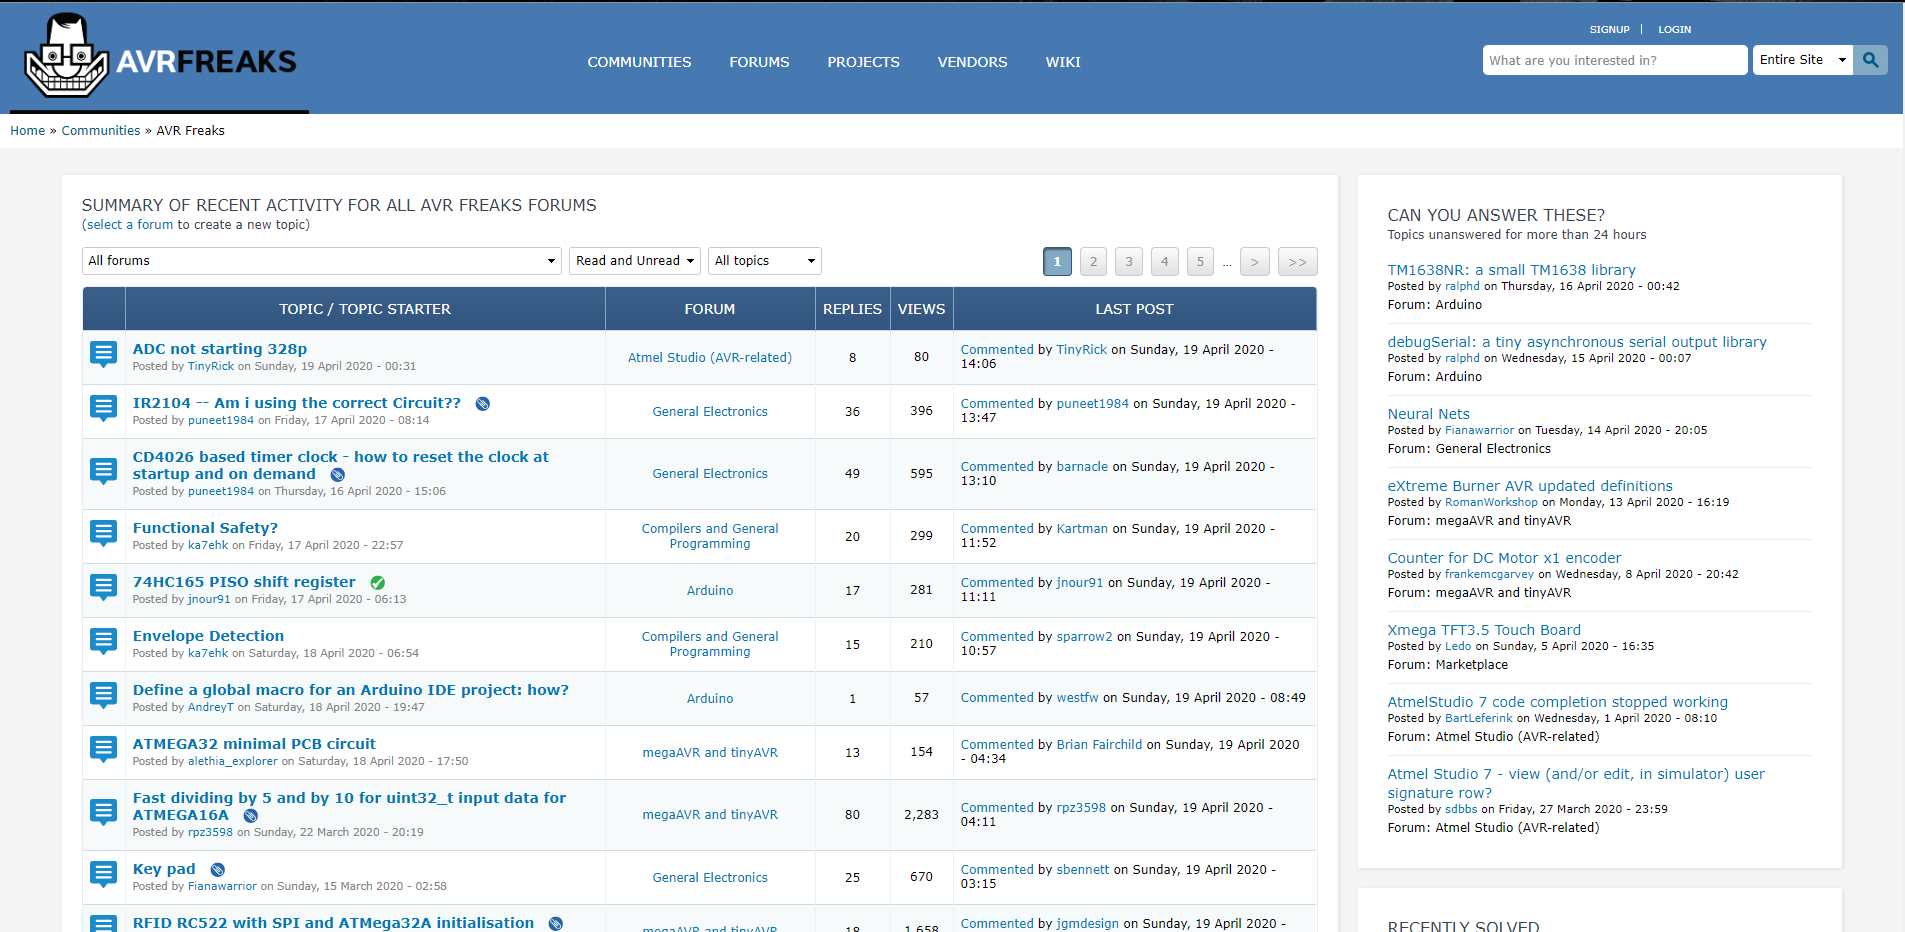 AVRFREAKS
COMMUNITIES FORUMS PROJECTS VENDORS WIKI
SIGNUP | LOGIN
What are you interested in? Entire Site
Home » Communities » AVR Freaks
SUMMARY OF RECENT ACTIVITY FOR ALL AVR FREAKS FORUMS
(select a forum to create a new topic)
All forums Read and Unread All topics 1 2 3 4 5 ... > >>
TOPIC / TOPIC STARTER FORUM REPLIES VIEWS LAST POST
ADC not starting 328p
Posted by TinyRick on Sunday, 19 April 2020 - 00:31
Atmel Studio (AVR-related) 8 80
Commented by TinyRick on Sunday, 19 April 2020 -
14:06
IR2104 -- Am i using the correct Circuit??
Posted by puneet1984 on Friday, 17 April 2020 - 08:14
General Electronics 36 396
Commented by puneet1984 on Sunday, 19 April 2020 -
13:47
CD4026 based timer clock - how to reset the clock at
startup and on demand
Posted by puneet1984 on Thursday, 16 April 2020 - 15:06
General Electronics 49 595
Commented by barnacle on Sunday, 19 April 2020 -
13:10
Functional Safety?
Posted by ka7ehk on Friday, 17 April 2020 - 22:57
Compilers and General
Programming
20 299
Commented by Kartman on Sunday, 19 April 2020 -
11:52
74HC165 PISO shift register
Posted by jnour91 on Friday, 17 April 2020 - 06:13
Arduino 17 281
Commented by jnour91 on Sunday, 19 April 2020 -
11:11
Envelope Detection
Posted by ka7ehk on Saturday, 18 April 2020 - 06:54
Compilers and General
Programming
15 210
Commented by sparrow2 on Sunday, 19 April 2020 -
10:57
Define a global macro for an Arduino IDE project: how?
Posted by AndreyT on Saturday, 18 April 2020 - 19:47
Arduino 1 57
Commented by westfw on Sunday, 19 April 2020 - 08:49
ATMEGA32 minimal PCB circuit
Posted by alethia_explorer on Saturday, 18 April 2020 - 17:50
megaAVR and tinyAVR 13 154
Commented by Brian Fairchild on Sunday, 19 April 2020
- 04:34
Fast dividing by 5 and by 10 for uint32_t input data for
ATMEGA16A
Posted by rpz3598 on Sunday, 22 March 2020 - 20:19
megaAVR and tinyAVR 80 2,283
Commented by rpz3598 on Sunday, 19 April 2020 -
04:11
Key pad
Posted by Fianawarrior on Sunday, 15 March 2020 - 02:58
General Electronics 25 670
Commented by sbennett on Sunday, 19 April 2020 -
03:15
RFID RC522 with SPI and ATMega32A initialisation
megaAVR and tinyAVR 18 1,658
Commented by jgmdesign on Sunday, 19 April 2020 -
CAN YOU ANSWER THESE?
Topics unanswered for more than 24 hours
TM1638NR: a small TM1638 library
Posted by ralphd on Thursday, 16 April 2020 - 00:42
Forum: Arduino
debugSerial: a tiny asynchronous serial output library
Posted by ralphd on Wednesday, 15 April 2020 - 00:07
Forum: Arduino
Neural Nets
Posted by Fianawarrior on Tuesday, 14 April 2020 - 20:05
Forum: General Electronics
eXtreme Burner AVR updated definitions
Posted by RomanWorkshop on Monday, 13 April 2020 - 16:19
Forum: megaAVR and tinyAVR
Counter for DC Motor x1 encoder
Posted by frankemcgarvey on Wednesday, 8 April 2020 - 20:42
Forum: megaAVR and tinyAVR
Xmega TFT3.5 Touch Board
Posted by Ledo on Sunday, 5 April 2020 - 16:35
Forum: Marketplace
AtmelStudio 7 code completion stopped working
Posted by BartLeferink on Wednesday, 1 April 2020 - 08:10
Forum: Atmel Studio (AVR-related)
Atmel Studio 7 - view (and/or edit, in simulator) user
signature row?
Posted by sdbbs on Friday, 27 March 2020 - 23:59
Forum: Atmel Studio (AVR-related)
RECENTLY SOLVED